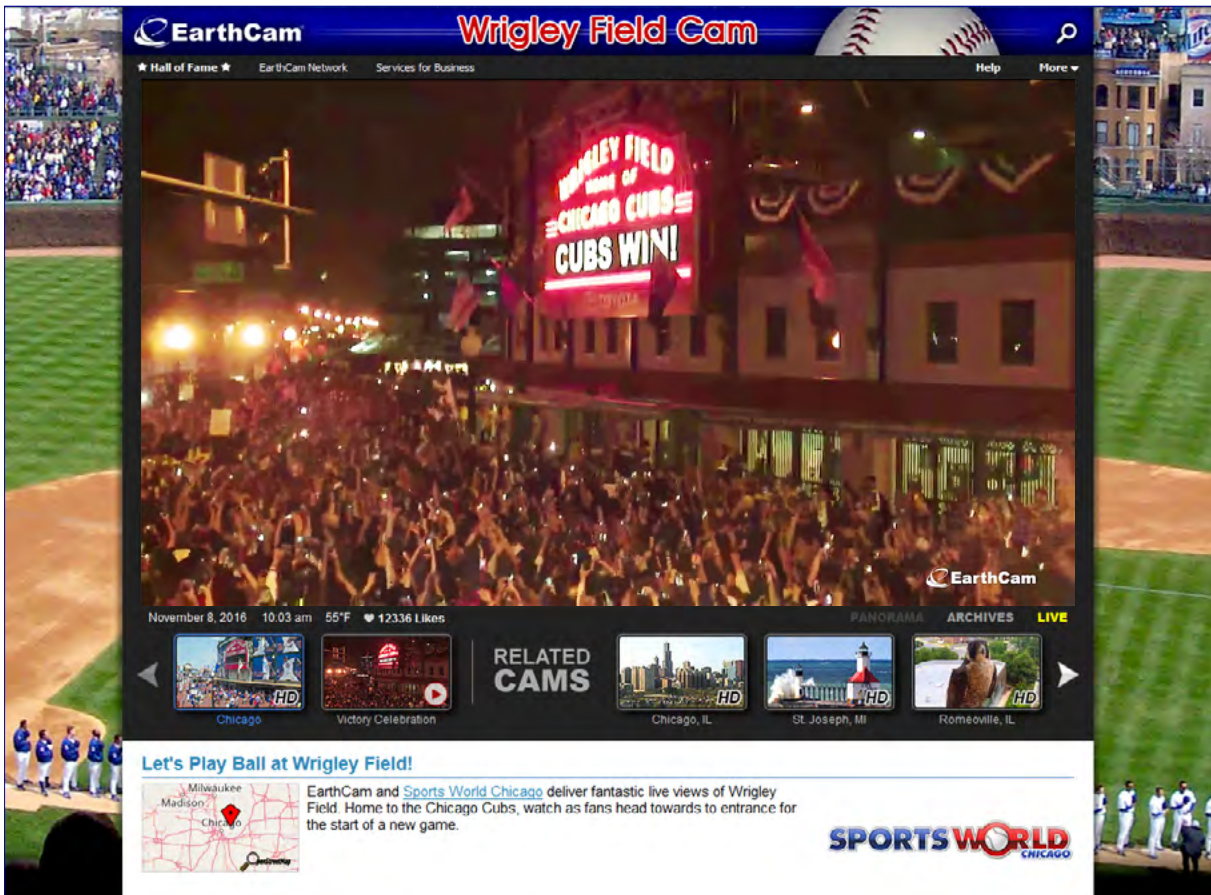 EarthCam
Wrigley Field Cam
★ Hall of Fame ★ EarthCam Network Services for Business Help More
WRIGLEY FIELD
HOME OF
CHICAGO CUBS
CUBS WIN!
EarthCam
November 8, 2016 10:03 am 55°F ♥ 12336 Likes PANORAMA ARCHIVES LIVE
HD
RELATED
CAMS
HD HD HD
Chicago Victory Celebration Chicago, IL St. Joseph, MI Romeoville, IL
Let's Play Ball at Wrigley Field!
Milwaukee
Madison
Chicago
EarthCam and Sports World Chicago deliver fantastic live views of Wrigley
Field. Home to the Chicago Cubs, watch as fans head towards to entrance for
the start of a new game.
SPORTS WORLD
CHICAGO